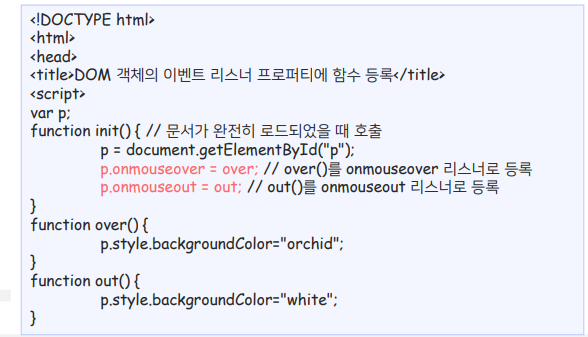 <!DOCTYPE html>
<html>
<head>
<title>DOM 객체의 이벤트 리스너 프로퍼티에 함수 등록</title>
<script>
var p;
function init() { // 문서가 완전히 로드되었을 때 호출
p = document.getElementById("p");
p.onmouseover = over; // over()를 onmouseover 리스너로 등록
p.onmouseout = out; // out()를 onmouseout 리스너로 등록
}
function over() {
p.style.backgroundColor="orchid";
}
function out() {
p.style.backgroundColor="white";
}